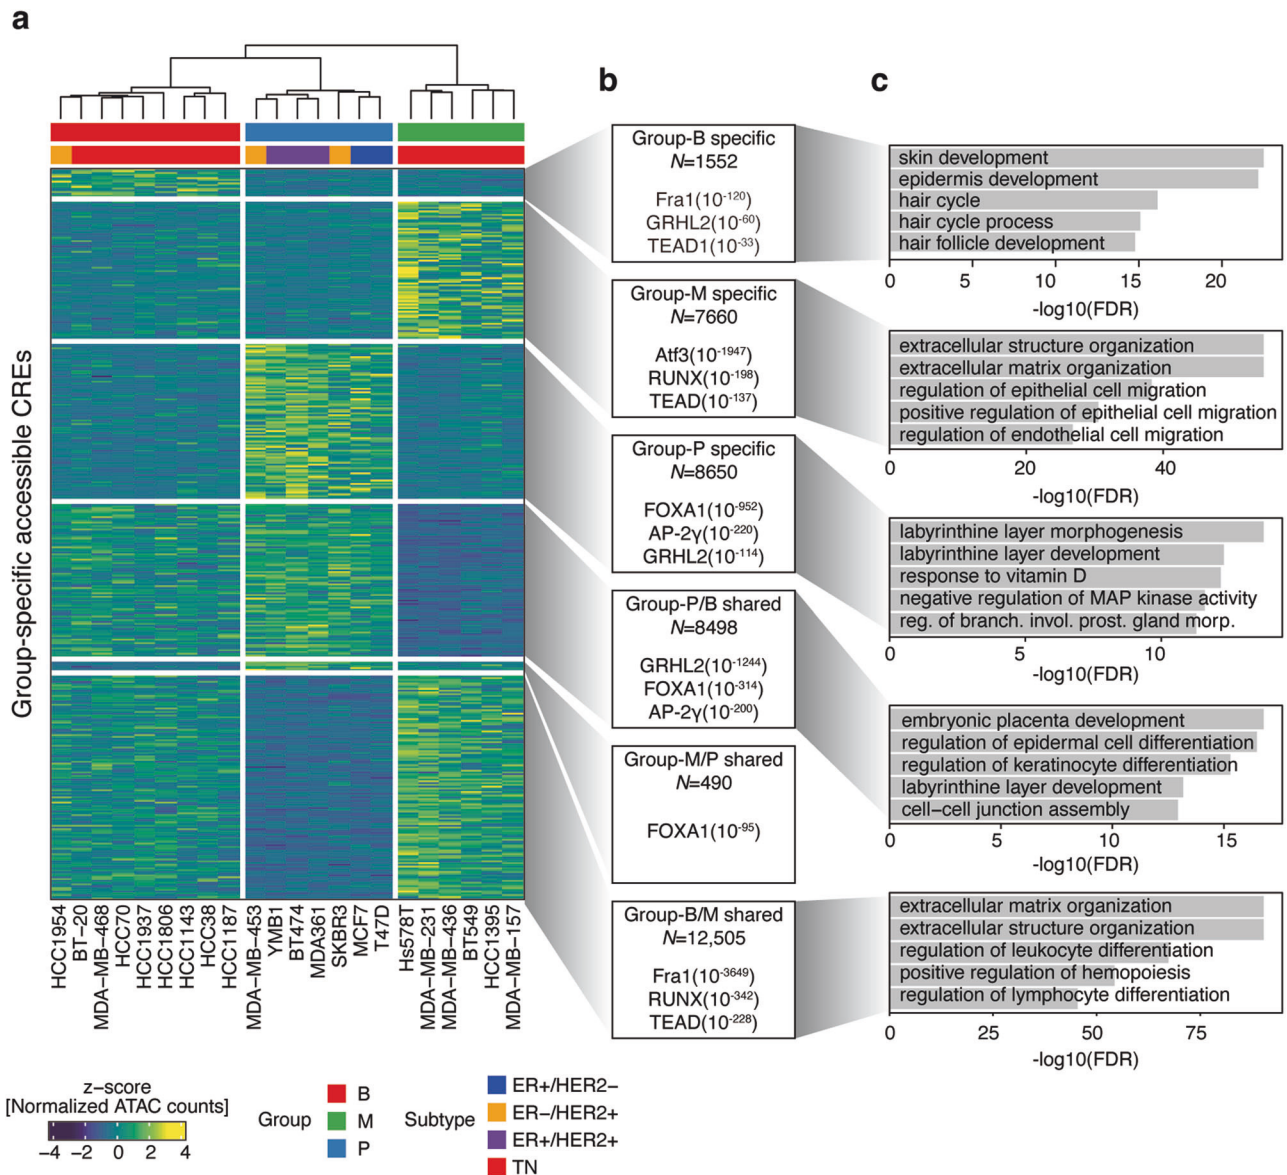 a
b
c
Group-specific accessible CREs
HCC1954
BT-20
MDA-MB-468
HCC70
HCC1937
HCC1806
HCC1143
HCC38
HCC1187
MDA-MB-453
YMB1
BT474
MDA361
SKBR3
MCF7
T47D
Hs578T
MDA-MB-231
MDA-MB-436
BT549
HCC1395
MDA-MB-157
z-score
[Normalized ATAC counts]
−4 −2 0 2 4
Group
B
M
P
Subtype
ER+/HER2−
ER−/HER2+
ER+/HER2+
TN
Group-B specific
N=1552
Fra1(10⁻¹²⁰)
GRHL2(10⁻⁶⁰)
TEAD1(10⁻³³)
Group-M specific
N=7660
Atf3(10⁻¹⁹⁴⁷)
RUNX(10⁻¹⁹⁸)
TEAD(10⁻¹³⁷)
Group-P specific
N=8650
FOXA1(10⁻⁹⁵²)
AP-2γ(10⁻²²⁰)
GRHL2(10⁻¹¹⁴)
Group-P/B shared
N=8498
GRHL2(10⁻¹²⁴⁴)
FOXA1(10⁻³¹⁴)
AP-2γ(10⁻²⁰⁰)
Group-M/P shared
N=490
FOXA1(10⁻⁹⁵)
Group-B/M shared
N=12,505
Fra1(10⁻³⁶⁴⁹)
RUNX(10⁻³⁴²)
TEAD(10⁻²²⁸)
skin development
epidermis development
hair cycle
hair cycle process
hair follicle development
0 5 10 15 20
-log10(FDR)
extracellular structure organization
extracellular matrix organization
regulation of epithelial cell migration
positive regulation of epithelial cell migration
regulation of endothelial cell migration
0 20 40
-log10(FDR)
labyrinthine layer morphogenesis
labyrinthine layer development
response to vitamin D
negative regulation of MAP kinase activity
reg. of branch. invol. prost. gland morp.
0 5 10
-log10(FDR)
embryonic placenta development
regulation of epidermal cell differentiation
regulation of keratinocyte differentiation
labyrinthine layer development
cell−cell junction assembly
0 5 10 15
-log10(FDR)
extracellular matrix organization
extracellular structure organization
regulation of leukocyte differentiation
positive regulation of hemopoiesis
regulation of lymphocyte differentiation
0 25 50 75
-log10(FDR)